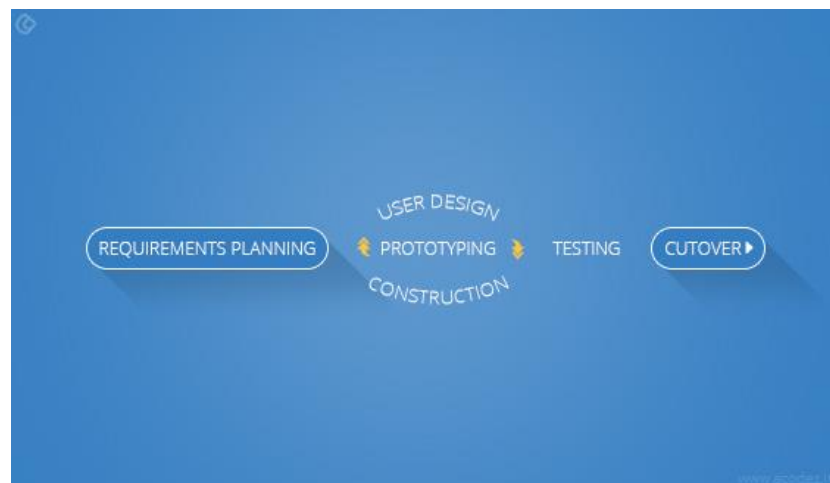 USER DESIGN
REQUIREMENTS PLANNING PROTOTYPING TESTING CUTOVER
CONSTRUCTION